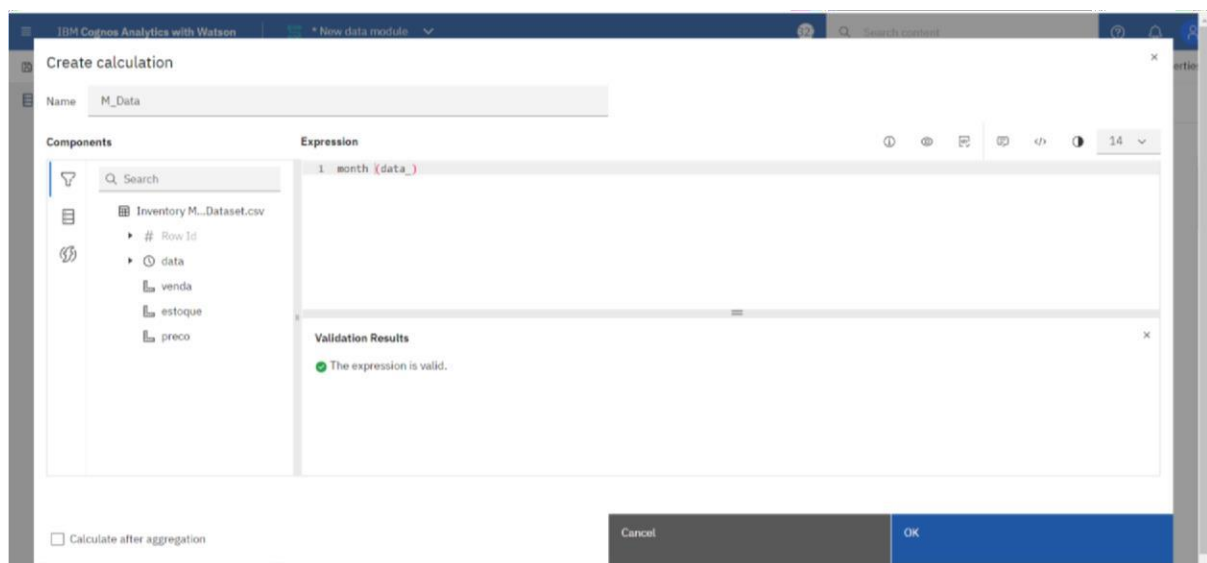 IBM Cognos Analytics with Watson
* New data module
Search content
Create calculation
Name
M_Data
Components
Expression
14
Search
Inventory M...Dataset.csv
# Row Id
data
venda
estoque
preco
1 month (data_)
Validation Results
The expression is valid.
Calculate after aggregation
Cancel
OK